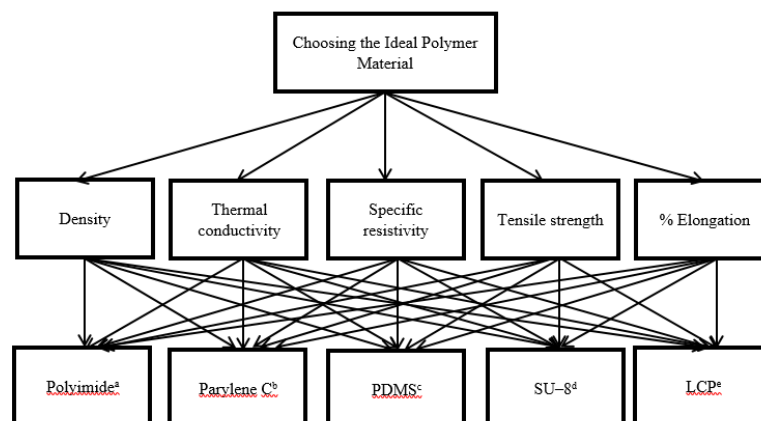 Choosing the Ideal Polymer
Material
Density
Thermal
conductivity
Specific
resistivity
Tensile strength
% Elongation
Polyimideᵃ
Parylene Cᵇ
PDMSᶜ
SU–8ᵈ
LCPᵉ